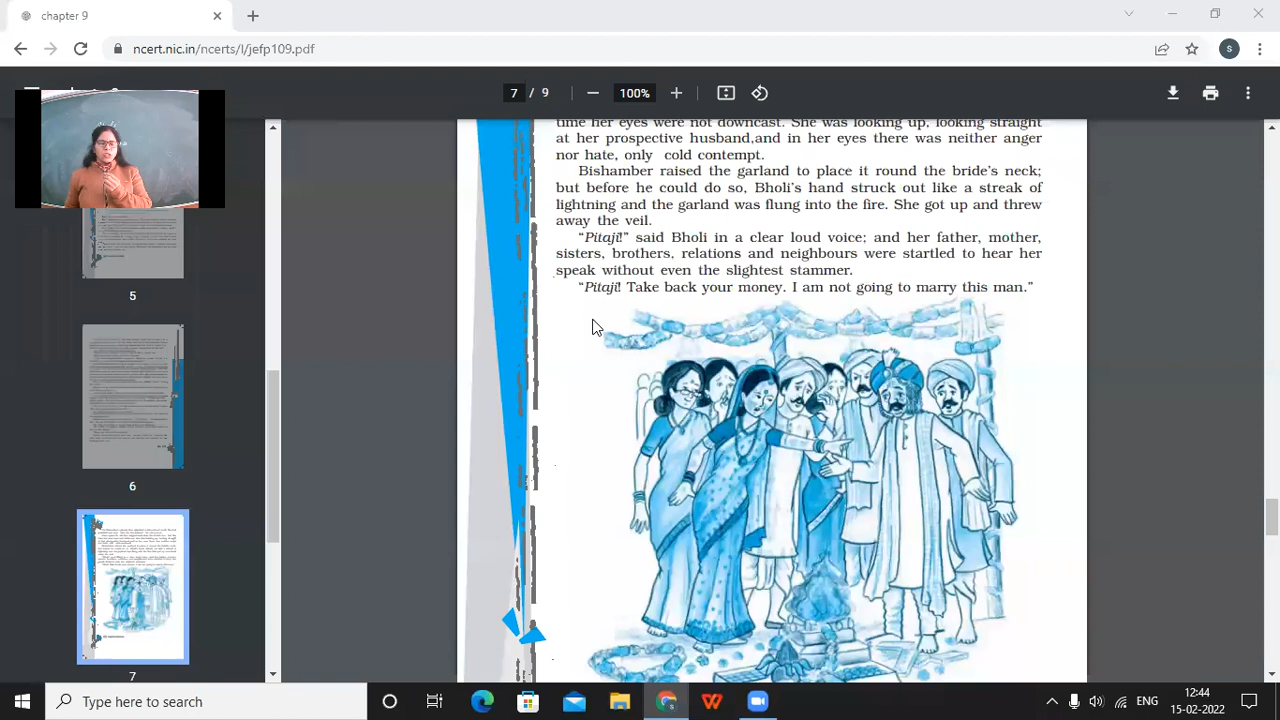 chapter 9
ncert.nic.in/ncerts/l/jefp109.pdf
S
7 / 9
100%
time her eyes were not downcast. She was looking up, looking straight
at her prospective husband,and in her eyes there was neither anger
nor hate, only cold contempt.
Bishamber raised the garland to place it round the bride's neck;
but before he could do so, Bholi's hand struck out like a streak of
lightning and the garland was flung into the fire. She got up and threw
away the veil.
“Pitaji!” said Bholi in a clear loud voice; and her father, mother,
sisters, brothers, relations and neighbours were startled to hear her
speak without even the slightest stammer.
“Pitaji! Take back your money. I am not going to marry this man.”
5
6
7
Type here to search
ENG
12:44
15-02-2022